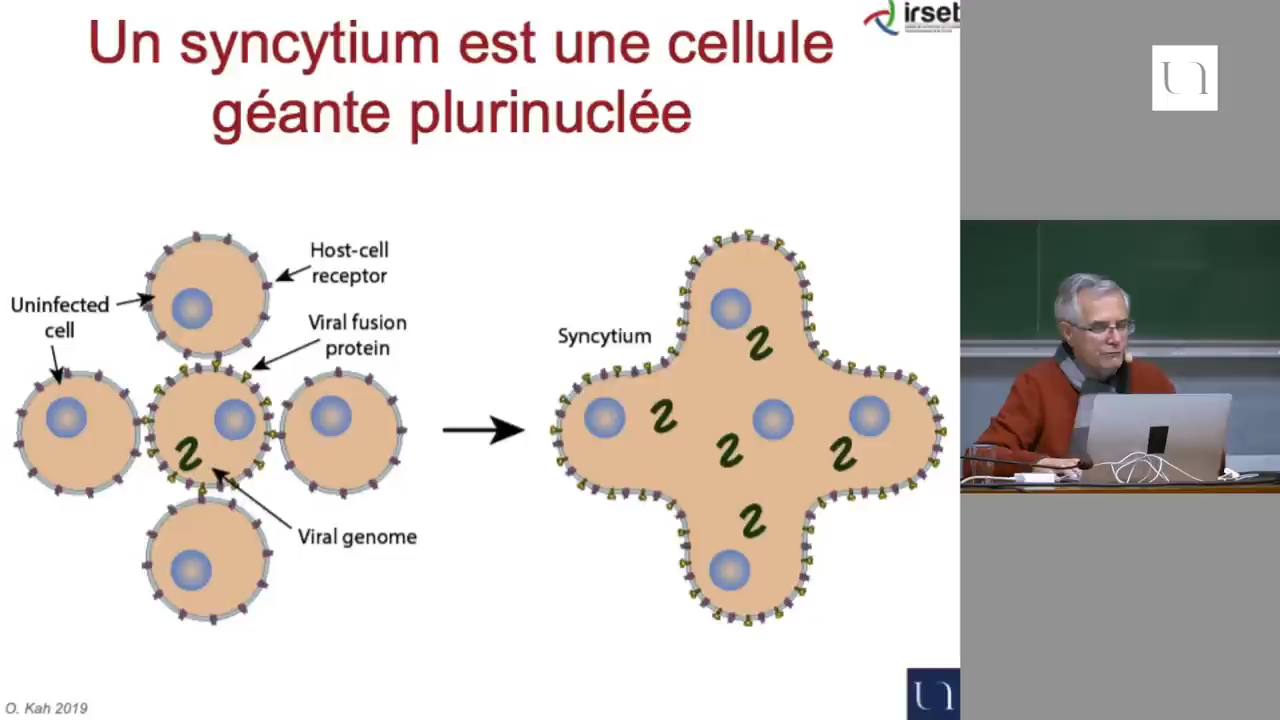 irset
Un syncytium est une cellule
géante plurinucléée
Host-cell
receptor
Uninfected
cell
Viral fusion
protein
Syncytium
Viral genome
O. Kah 2019